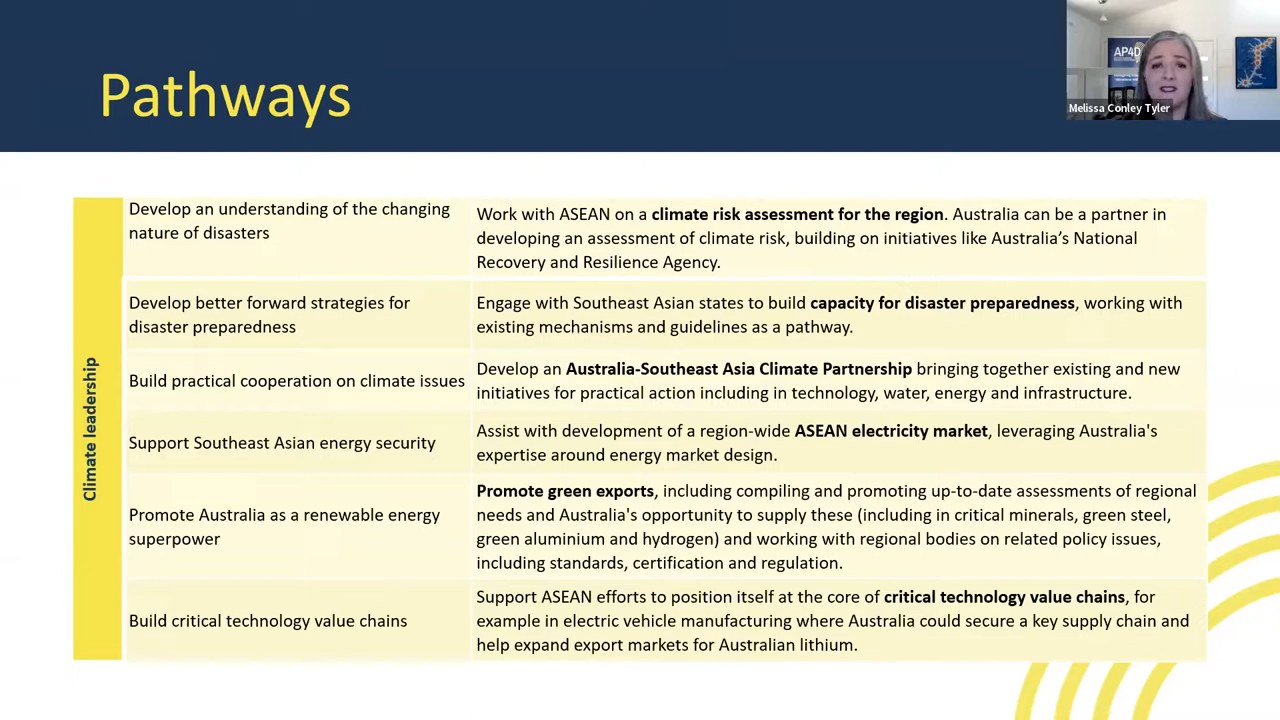 Pathways
AP4D
Melissa Conley Tyler
Climate leadership
Develop an understanding of the changing
nature of disasters
Work with ASEAN on a climate risk assessment for the region. Australia can be a partner in
developing an assessment of climate risk, building on initiatives like Australia’s National
Recovery and Resilience Agency.
Develop better forward strategies for
disaster preparedness
Engage with Southeast Asian states to build capacity for disaster preparedness, working with
existing mechanisms and guidelines as a pathway.
Build practical cooperation on climate issues
Develop an Australia-Southeast Asia Climate Partnership bringing together existing and new
initiatives for practical action including in technology, water, energy and infrastructure.
Support Southeast Asian energy security
Assist with development of a region-wide ASEAN electricity market, leveraging Australia's
expertise around energy market design.
Promote Australia as a renewable energy
superpower
Promote green exports, including compiling and promoting up-to-date assessments of regional
needs and Australia's opportunity to supply these (including in critical minerals, green steel,
green aluminium and hydrogen) and working with regional bodies on related policy issues,
including standards, certification and regulation.
Build critical technology value chains
Support ASEAN efforts to position itself at the core of critical technology value chains, for
example in electric vehicle manufacturing where Australia could secure a key supply chain and
help expand export markets for Australian lithium.